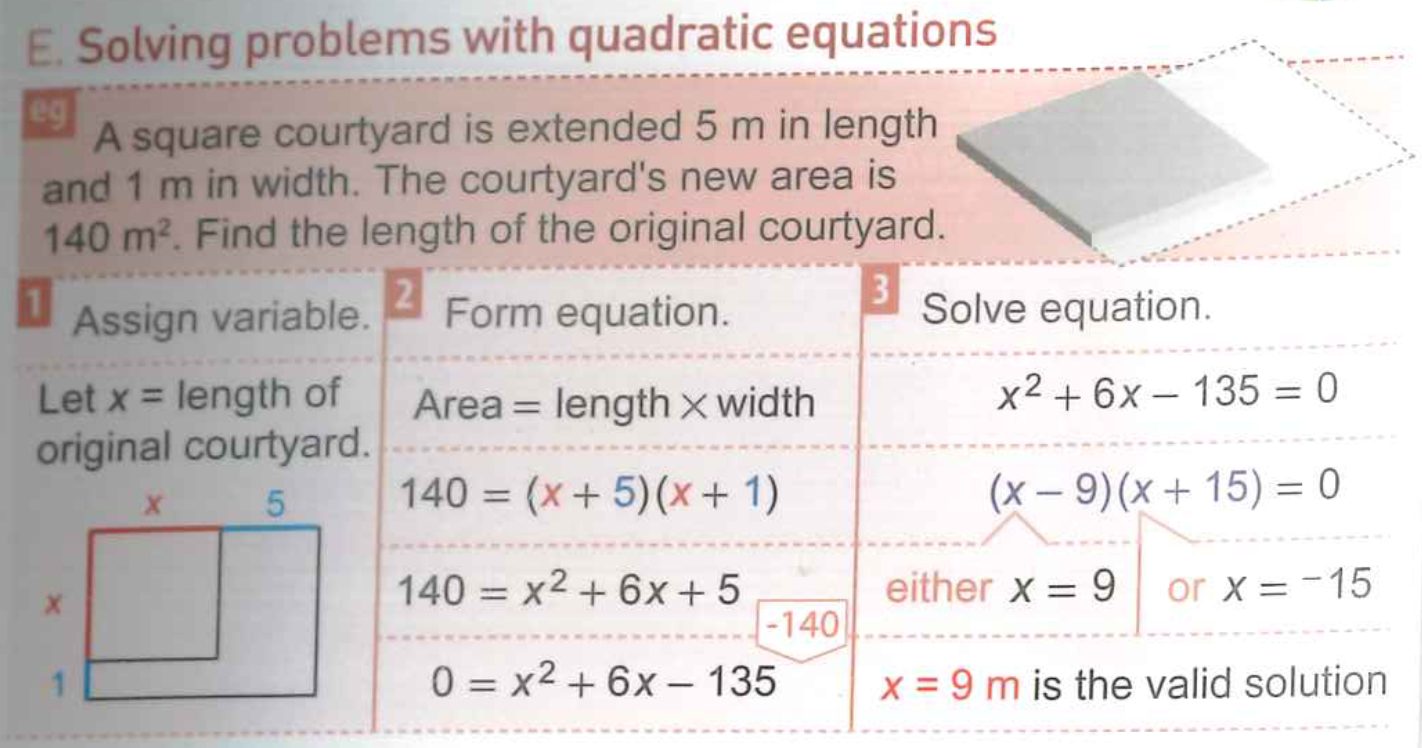 E. Solving problems with quadratic equations
eg
A square courtyard is extended 5 m in length
and 1 m in width. The courtyard's new area is
140 m². Find the length of the original courtyard.
1 Assign variable.
Let x = length of
original courtyard.
x 5
x
1
2 Form equation.
Area = length × width
140 = (x + 5)(x + 1)
140 = x² + 6x + 5
-140
0 = x² + 6x – 135
3 Solve equation.
x² + 6x – 135 = 0
(x – 9)(x + 15) = 0
either x = 9 or x = ⁻15
x = 9 m is the valid solution